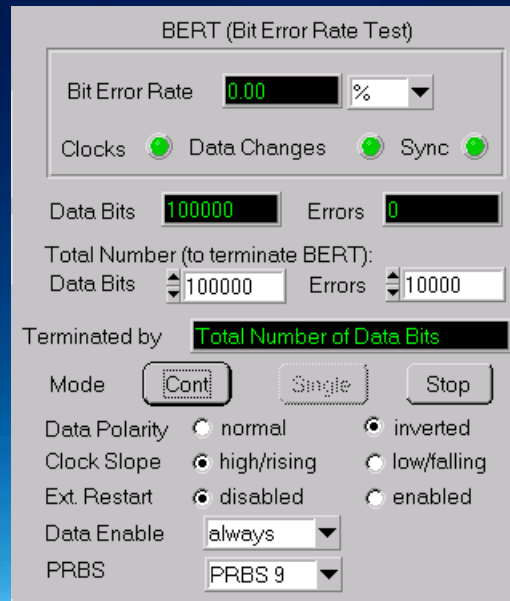 BERT (Bit Error Rate Test)
Bit Error Rate 0.00 %
Clocks Data Changes Sync
Data Bits 100000 Errors 0
Total Number (to terminate BERT):
Data Bits 100000 Errors 10000
Terminated by Total Number of Data Bits
Mode Cont Single Stop
Data Polarity normal inverted
Clock Slope high/rising low/falling
Ext. Restart disabled enabled
Data Enable always
PRBS PRBS 9